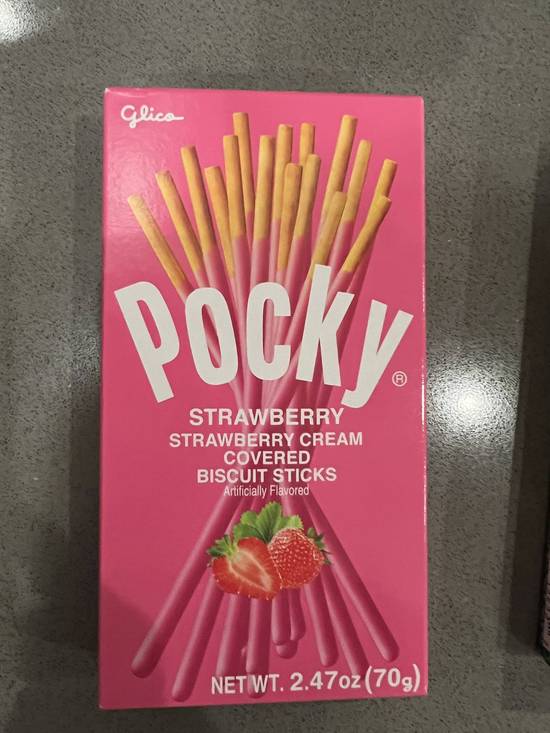 Glico
Pocky®
STRAWBERRY
STRAWBERRY CREAM
COVERED
BISCUIT STICKS
Artificially Flavored
NET WT. 2.47oz (70g)